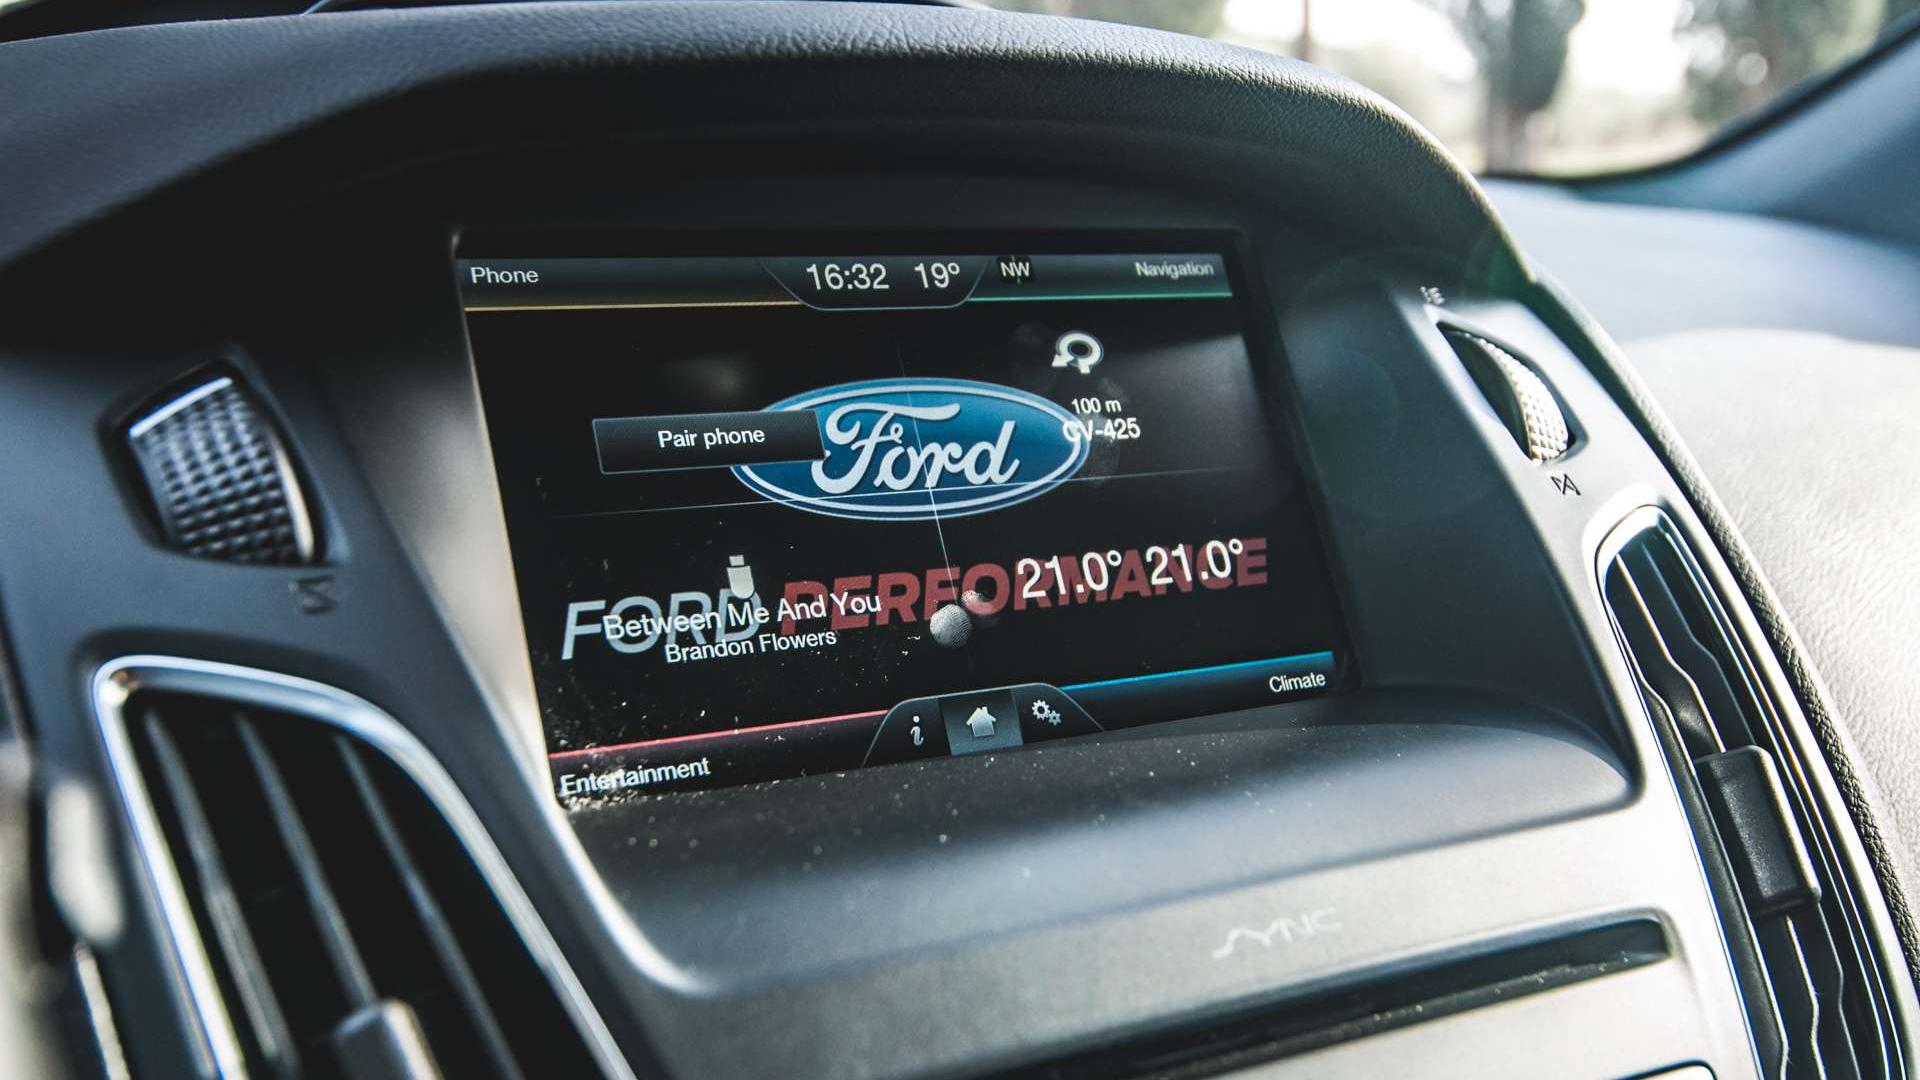 Phone
16:32 19°
NW
Navigation
100 m
CV-425
Pair phone
Ford
21.0° 21.0°
FORD PERFORMANCE
Between Me And You
Brandon Flowers
Climate
i
Entertainment
SYNC